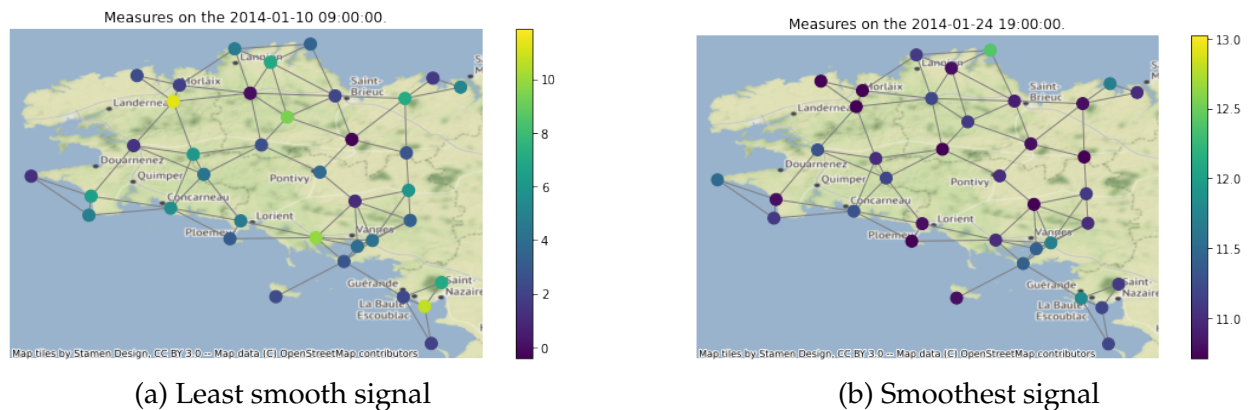 Measures on the 2014-01-10 09:00:00.
Lannion
Morlaix
Saint-
Brieuc
Landerneau
Douarnenez
Quimper
Pontivy
Concarneau
Lorient
Ploemeu
Vannes
Guérande
Saint-
Nazaire
La Baule
Escoublac
Map tiles by Stamen Design, CC BY 3.0 -- Map data (C) OpenStreetMap contributors
10
8
6
4
2
0
(a) Least smooth signal
Measures on the 2014-01-24 19:00:00.
Lannion
Morlaix
Saint-
Brieuc
Landerneau
Douarnenez
Quimper
Pontivy
Concarneau
Lorient
Ploemeu
Vannes
Guérande
Saint-
Nazaire
La Baule
Escoublac
Map tiles by Stamen Design, CC BY 3.0 -- Map data (C) OpenStreetMap contributors
13.0
12.5
12.0
11.5
11.0
(b) Smoothest signal